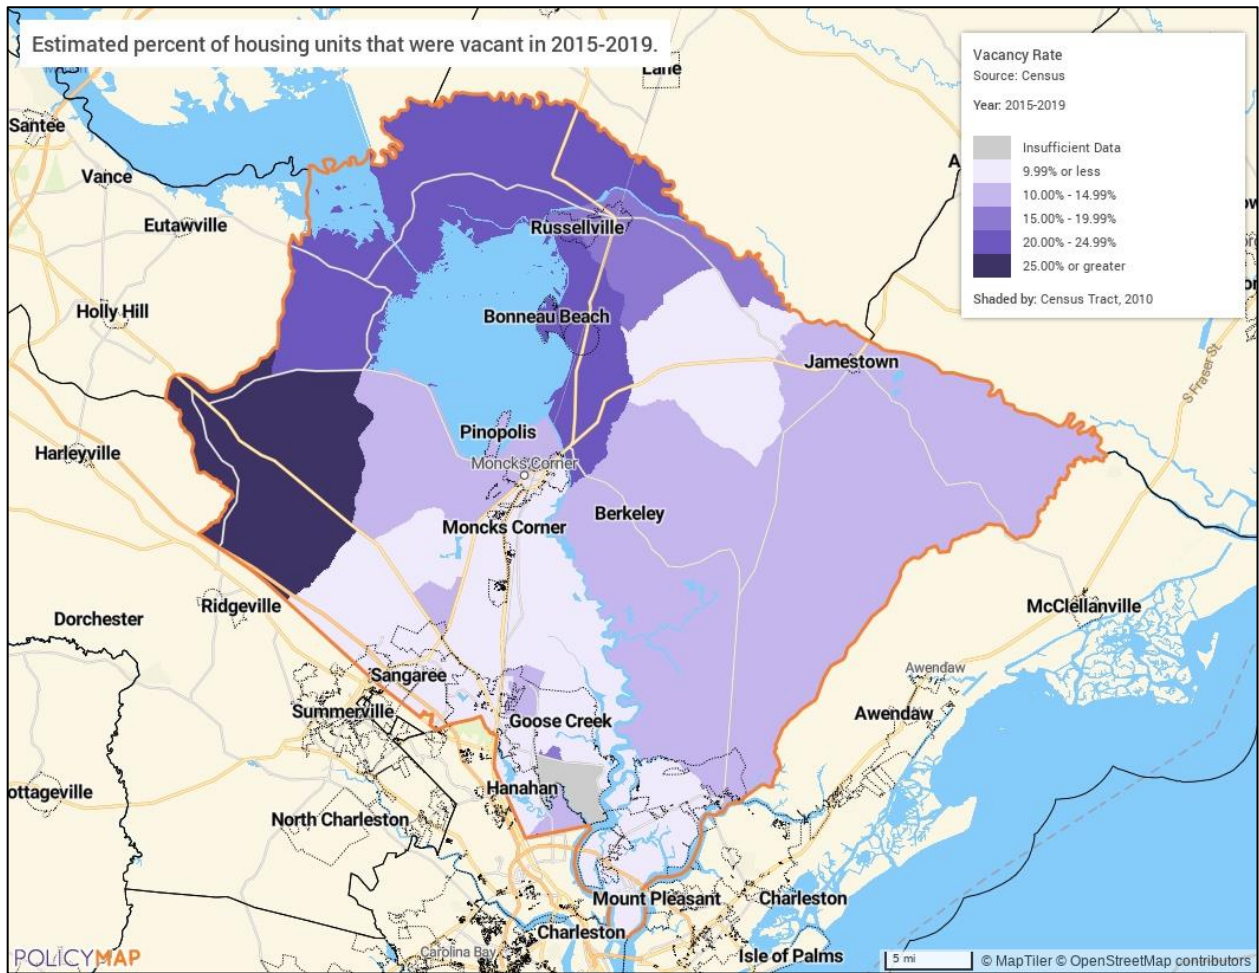 Estimated percent of housing units that were vacant in 2015-2019.
Vacancy Rate
Source: Census
Year: 2015-2019
Insufficient Data
9.99% or less
10.00% - 14.99%
15.00% - 19.99%
20.00% - 24.99%
25.00% or greater
Shaded by: Census Tract, 2010
Lane
Santee
Vance
Eutawville
Russellville
Holly Hill
Bonneau Beach
Jamestown
S Fraser St
Pinopolis
Harleyville
Moncks Corner
Moncks Corner
Berkeley
Ridgeville
Dorchester
McClellanville
Sangaree
Awendaw
Summerville
Goose Creek
Awendaw
Hanahan
ottageville
North Charleston
Mount Pleasant
Charleston
Charleston
Carolina Bay
Isle of Palms
POLICYMAP
5 mi
© MapTiler © OpenStreetMap contributors